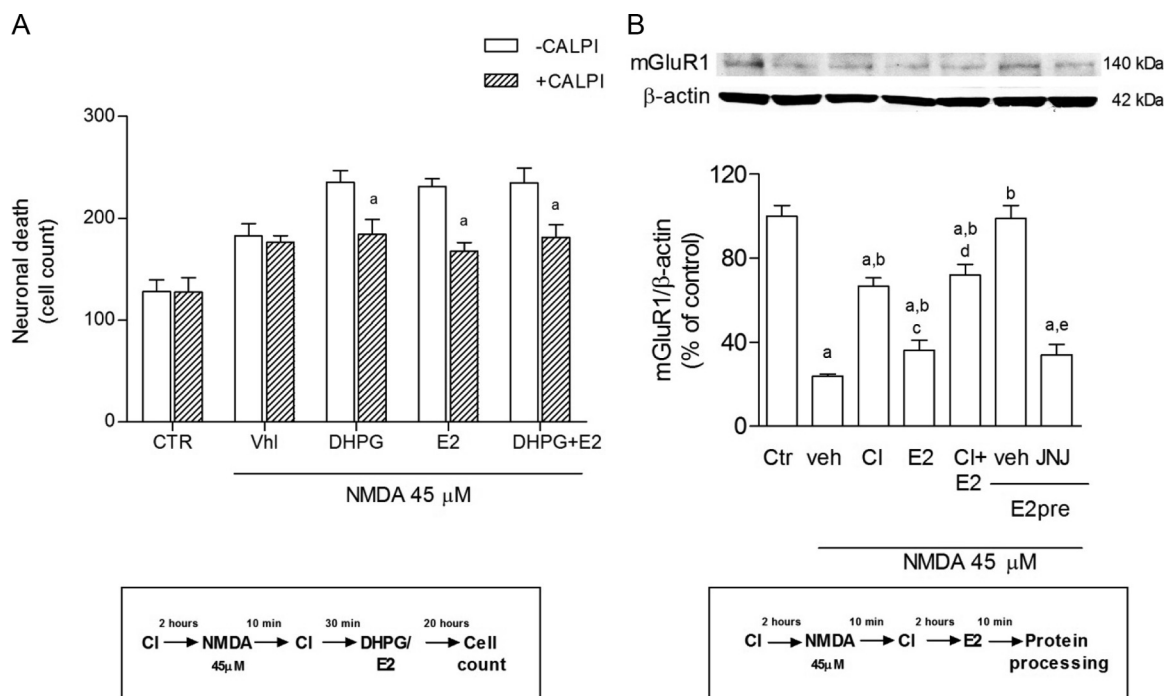 A
-CALPI
+CALPI
300
200
100
0
Neuronal death
(cell count)
a
a
a
CTR
Vhl
DHPG
E2
DHPG+E2
NMDA 45 μM
2 hours
10 min
30 min
20 hours
CI
NMDA
CI
DHPG/
Cell
45μM
E2
count
B
mGluR1
140 kDa
β-actin
42 kDa
120
80
40
0
mGluR1/β-actin
(% of control)
a
a,b
a,b
c
a,b
d
b
a,e
Ctr
veh
CI
E2
CI+
E2
veh
JNJ
E2pre
NMDA 45 μM
2 hours
10 min
2 hours
10 min
CI
NMDA
CI
E2
Protein
45μM
processing